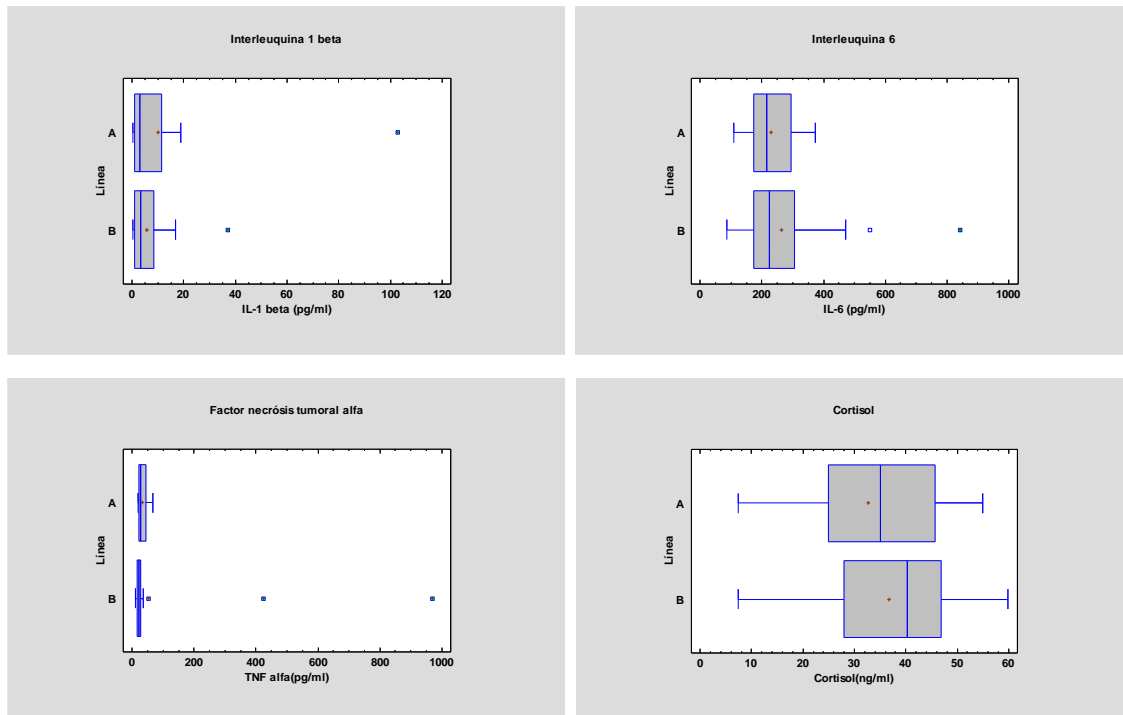 Interleuquina 1 beta
Línea
A
B
0 20 40 60 80 100 120
IL-1 beta (pg/ml)
Interleuquina 6
Línea
A
B
0 200 400 600 800 1000
IL-6 (pg/ml)
Factor necrósis tumoral alfa
Línea
A
B
0 200 400 600 800 1000
TNF alfa(pg/ml)
Cortisol
Línea
A
B
0 10 20 30 40 50 60
Cortisol(ng/ml)